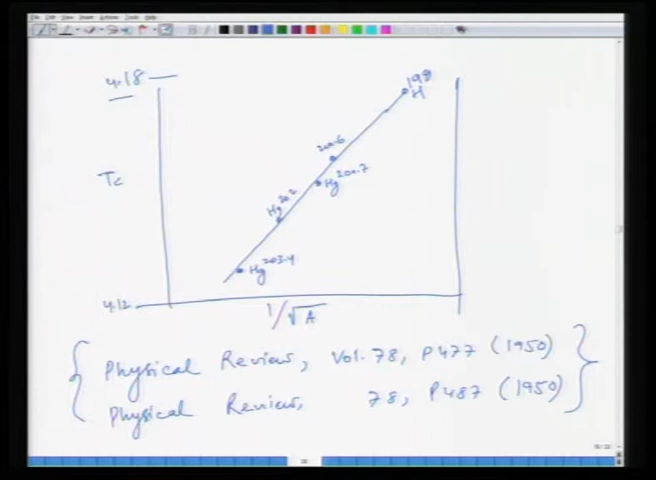 4.18
198
H
200.6
Tc
Hg 200.7
Hg 202
Hg 203.4
4.12
1/√A
Physical Review, Vol. 78, P477 (1950)
Physical Review, 78, P487 (1950)